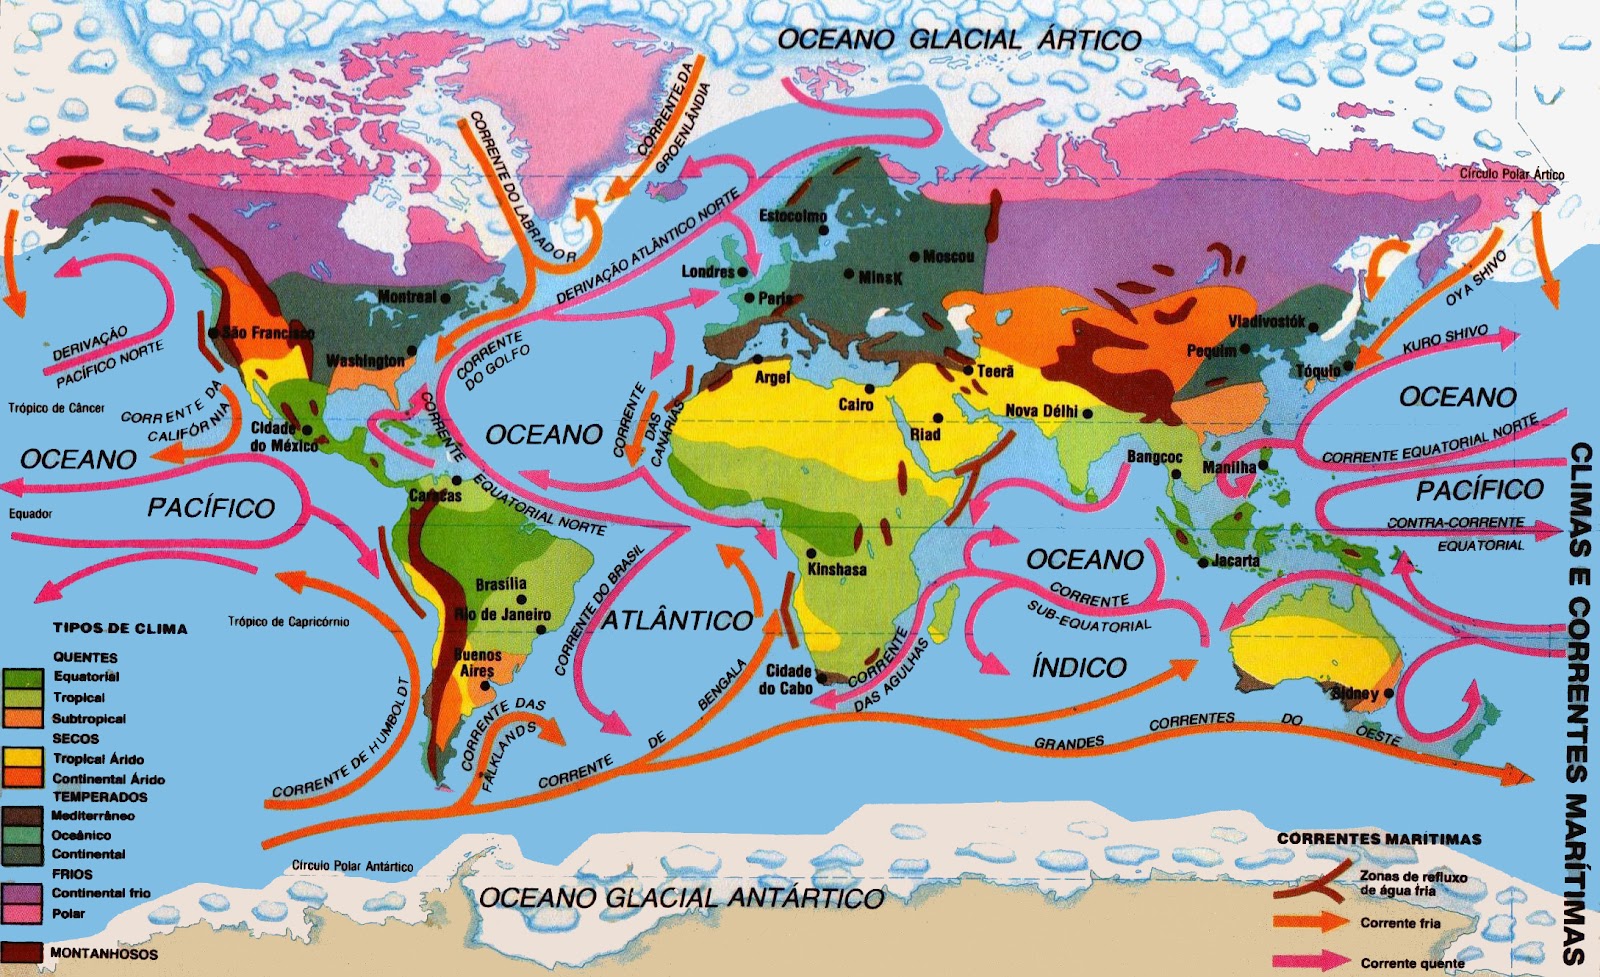 OCEANO GLACIAL ÁRTICO
CORRENTE DA
GROENLÂNDIA
CORRENTE DO LABRADOR
Círculo Polar Ártico
DERIVAÇÃO ATLÂNTICO NORTE
Estocolmo
Moscou
Londres
Minsk
Paris
OYA SHIVO
Montreal
Vladivostók
São Francisco
DERIVAÇÃO
PACÍFICO NORTE
Washington
CORRENTE
DO GOLFO
KURO SHIVO
Pequim
Tóquio
Argel
Teerã
Cairo
Nova Délhi
Trópico de Câncer
CORRENTE DA
CALIFÓRNIA
CORRENTE
DAS
CANÁRIAS
OCEANO
Cidade
do México
OCEANO
Riad
CORRENTE EQUATORIAL NORTE
OCEANO
PACÍFICO
Bangcoc
Manilha
PACÍFICO
Caracas
CORRENTE
EQUATORIAL NORTE
Equador
CONTRA-CORRENTE
EQUATORIAL
OCEANO
Jacarta
Kinshasa
CORRENTE
SUB-EQUATORIAL
Brasília
Rio de Janeiro
CORRENTE DO BRASIL
ATLÂNTICO
Trópico de Capricórnio
ÍNDICO
Buenos
Aires
Cidade
do Cabo
CORRENTE
DAS AGULHAS
Sidney
CORRENTE DE HUMBOLDT
CORRENTE DAS
FALKLANDS
CORRENTE DE BENGALA
GRANDES CORRENTES DO OESTE
TIPOS DE CLIMA
QUENTES
Equatorial
Tropical
Subtropical
SECOS
Tropical Árido
Continental Árido
TEMPERADOS
Mediterrâneo
Oceânico
Continental
FRIOS
Continental frio
Polar
MONTANHOSOS
Círculo Polar Antártico
OCEANO GLACIAL ANTÁRTICO
CORRENTES MARÍTIMAS
Zonas de refluxo
de água fria
Corrente fria
Corrente quente
CLIMAS E CORRENTES MARÍTIMAS